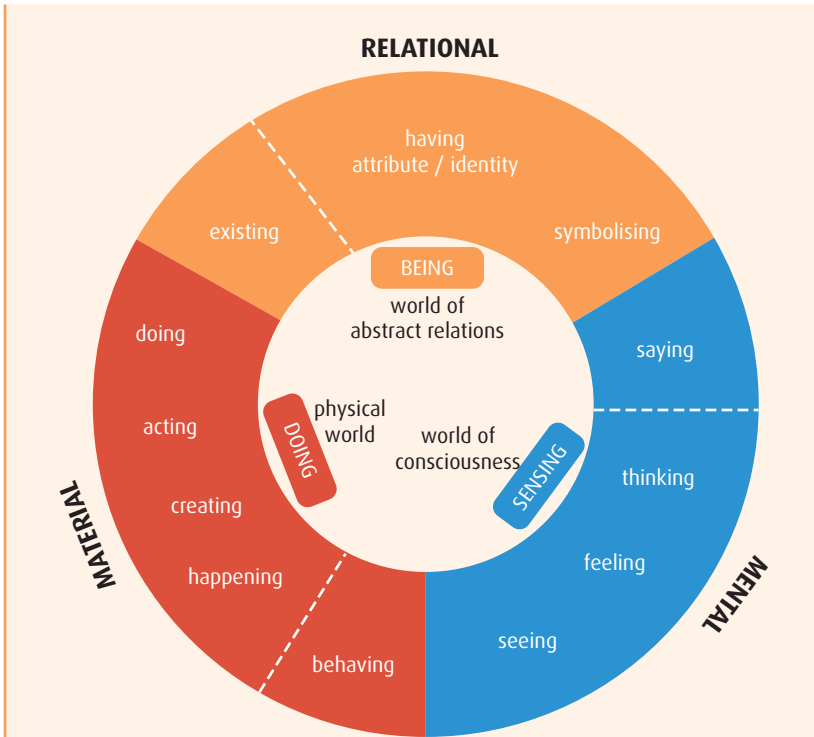 RELATIONAL
having
attribute / identity
existing
symbolising
BEING
world of
abstract relations
doing
saying
acting
DOING
physical
world
world of
consciousness
SENSING
thinking
creating
MATERIAL
happening
feeling
MENTAL
behaving
seeing